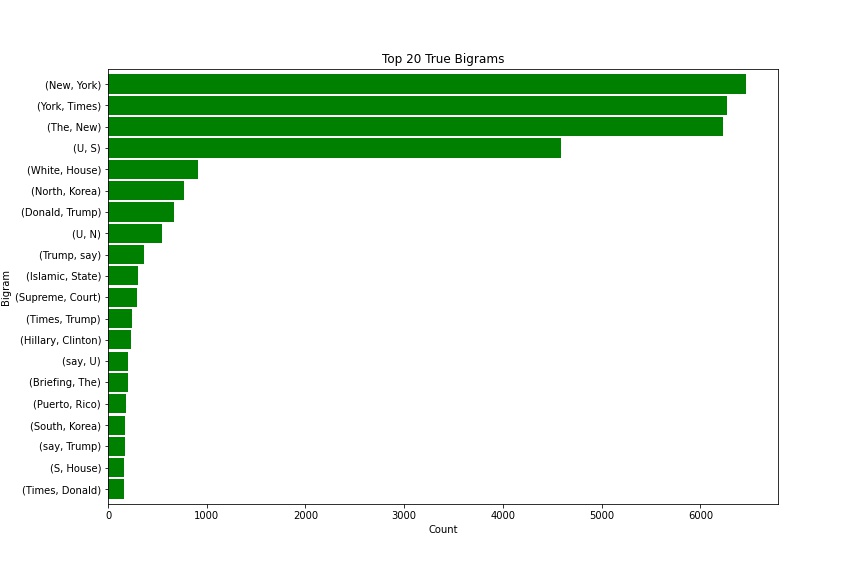 Top 20 True Bigrams
(New, York)
(York, Times)
(The, New)
(U, S)
(White, House)
(North, Korea)
(Donald, Trump)
(U, N)
(Trump, say)
(Islamic, State)
(Supreme, Court)
(Times, Trump)
(Hillary, Clinton)
(say, U)
(Briefing, The)
(Puerto, Rico)
(South, Korea)
(say, Trump)
(S, House)
(Times, Donald)
Bigram
0 1000 2000 3000 4000 5000 6000
Count